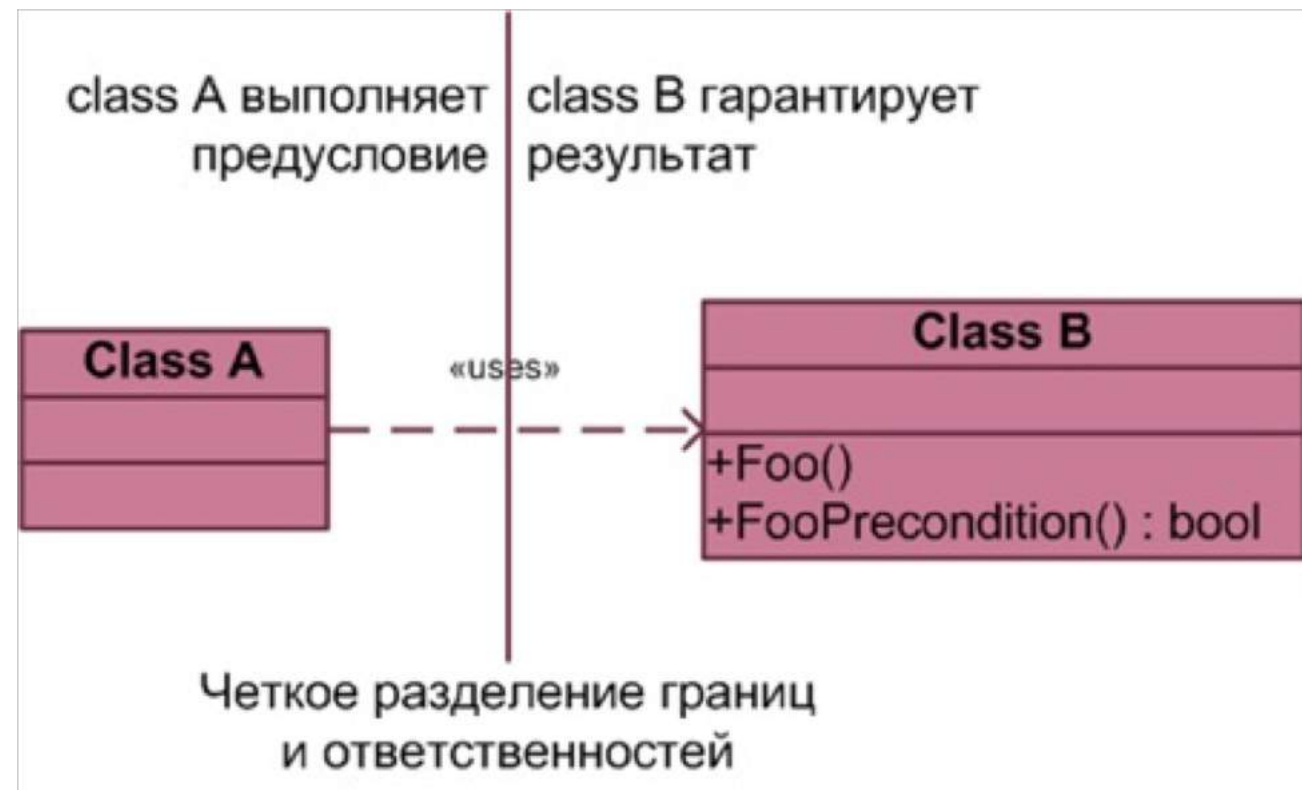 class A выполняет
предусловие
class B гарантирует
результат
Class A
«uses»
Class B
+Foo()
+FooPrecondition() : bool
Четкое разделение границ
и ответственностей